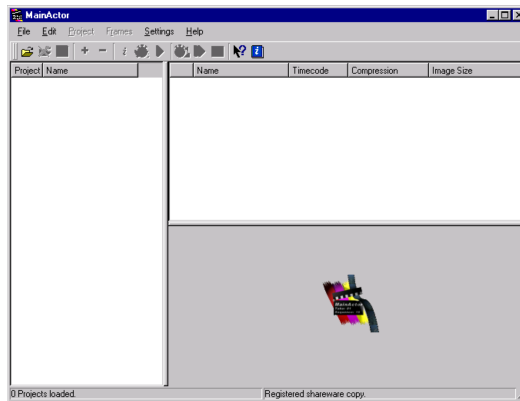 MainActor
File Edit Project Frames Settings Help
Project Name
Name Timecode Compression Image Size
MainActor
0 Projects loaded.
Registered shareware copy.